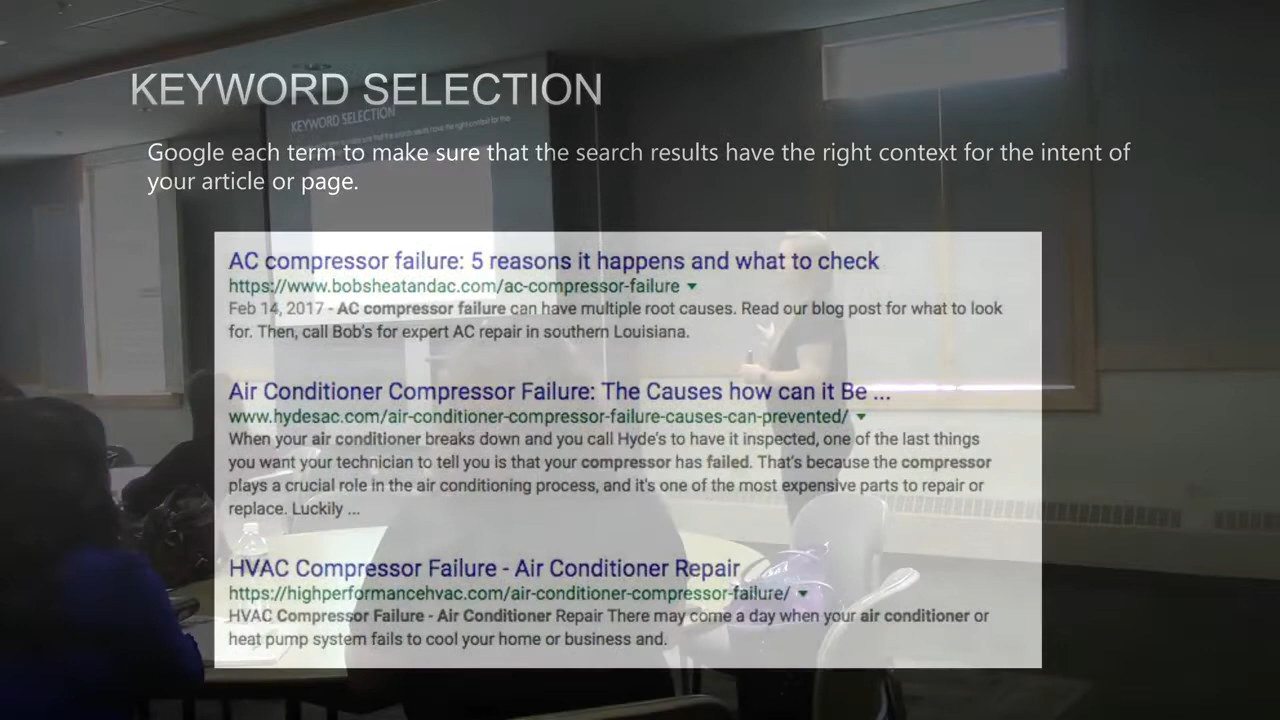 KEYWORD SELECTION
KEYWORD SELECTION
Google each term to make sure that the search results have the right context for the intent of
your article or page.
AC compressor failure: 5 reasons it happens and what to check
https://www.bobsheatandac.com/ac-compressor-failure
Feb 14, 2017 - AC compressor failure can have multiple root causes. Read our blog post for what to look
for. Then, call Bob's for expert AC repair in southern Louisiana.
Air Conditioner Compressor Failure: The Causes how can it Be ...
www.hydesac.com/air-conditioner-compressor-failure-causes-can-prevented/
When your air conditioner breaks down and you call Hyde's to have it inspected, one of the last things
you want your technician to tell you is that your compressor has failed. That's because the compressor
plays a crucial role in the air conditioning process, and it's one of the most expensive parts to repair or
replace. Luckily ...
HVAC Compressor Failure - Air Conditioner Repair
https://highperformancehvac.com/air-conditioner-compressor-failure/
HVAC Compressor Failure - Air Conditioner Repair There may come a day when your air conditioner or
heat pump system fails to cool your home or business and.